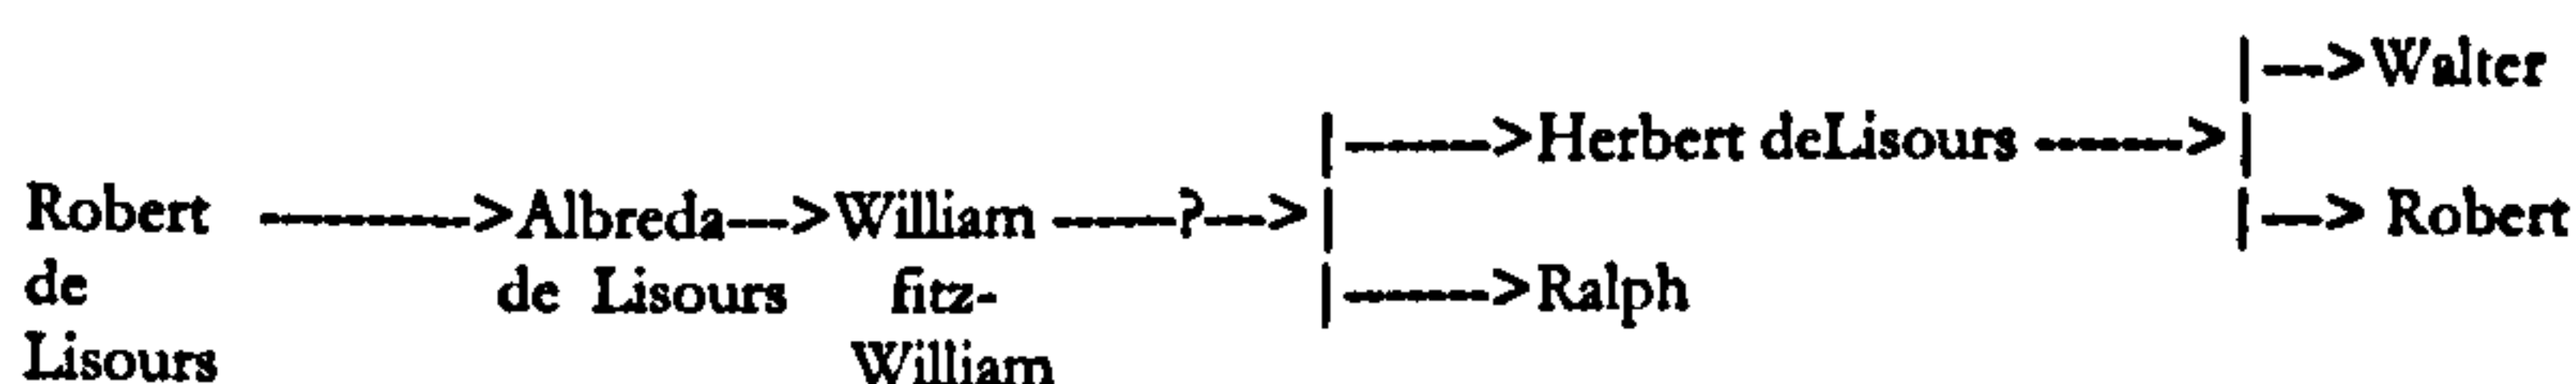 |--->Walter
|------->Herbert deLisours ------->|
Robert --------->Albreda--->William ------?--->| |---> Robert
de de Lisours fitz- |------->Ralph
Lisours William